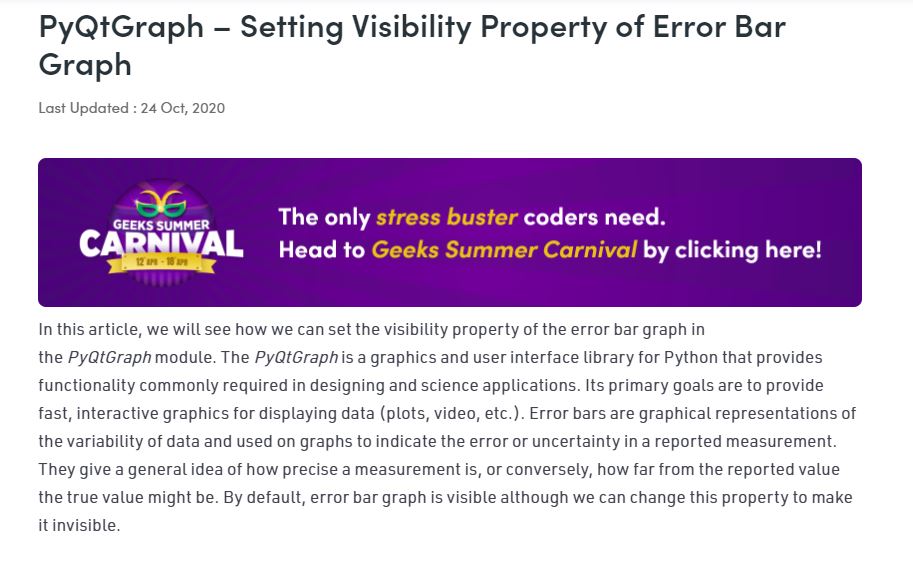 PyQtGraph – Setting Visibility Property of Error Bar
Graph
Last Updated : 24 Oct, 2020
GEEKS SUMMER
CARNIVAL
12 APR - 18 APR
The only stress buster coders need.
Head to Geeks Summer Carnival by clicking here!
In this article, we will see how we can set the visibility property of the error bar graph in
the PyQtGraph module. The PyQtGraph is a graphics and user interface library for Python that provides
functionality commonly required in designing and science applications. Its primary goals are to provide
fast, interactive graphics for displaying data (plots, video, etc.). Error bars are graphical representations of
the variability of data and used on graphs to indicate the error or uncertainty in a reported measurement.
They give a general idea of how precise a measurement is, or conversely, how far from the reported value
the true value might be. By default, error bar graph is visible although we can change this property to make
it invisible.